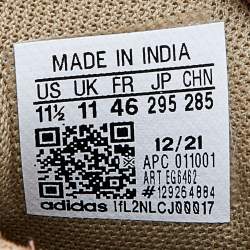 MADE IN INDIA
US UK FR JP CHN
11½ 11 46 295 285
12/21
APC 011001
ART EG6462
#129264884
adidas 1fL2NLCJ00017